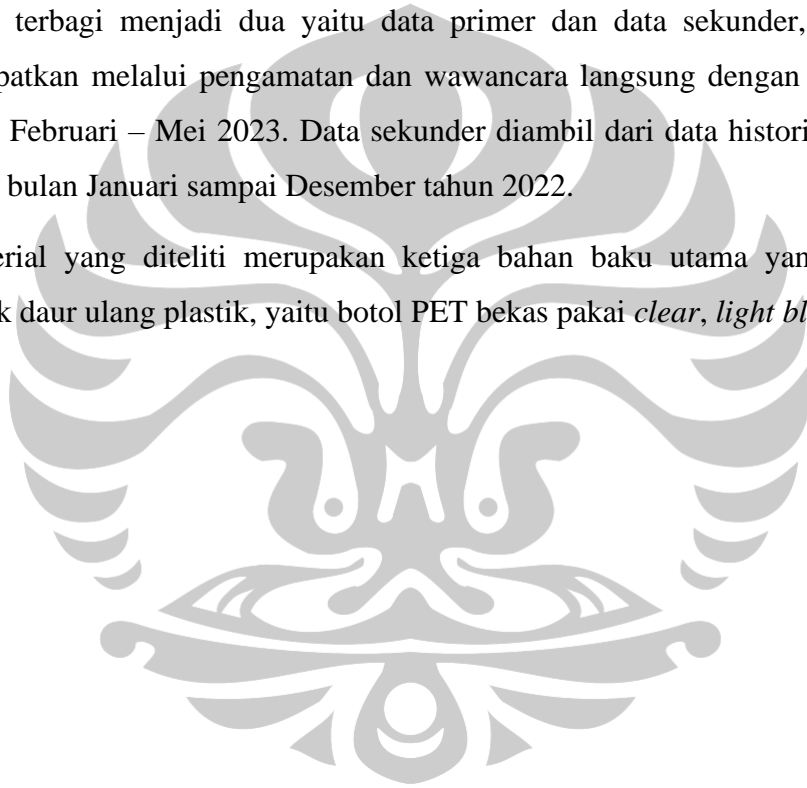 terbagi menjadi dua yaitu data primer dan data sekunder,
patkan melalui pengamatan dan wawancara langsung dengan
Februari – Mei 2023. Data sekunder diambil dari data histori
bulan Januari sampai Desember tahun 2022.
erial yang diteliti merupakan ketiga bahan baku utama yan
k daur ulang plastik, yaitu botol PET bekas pakai clear, light bl